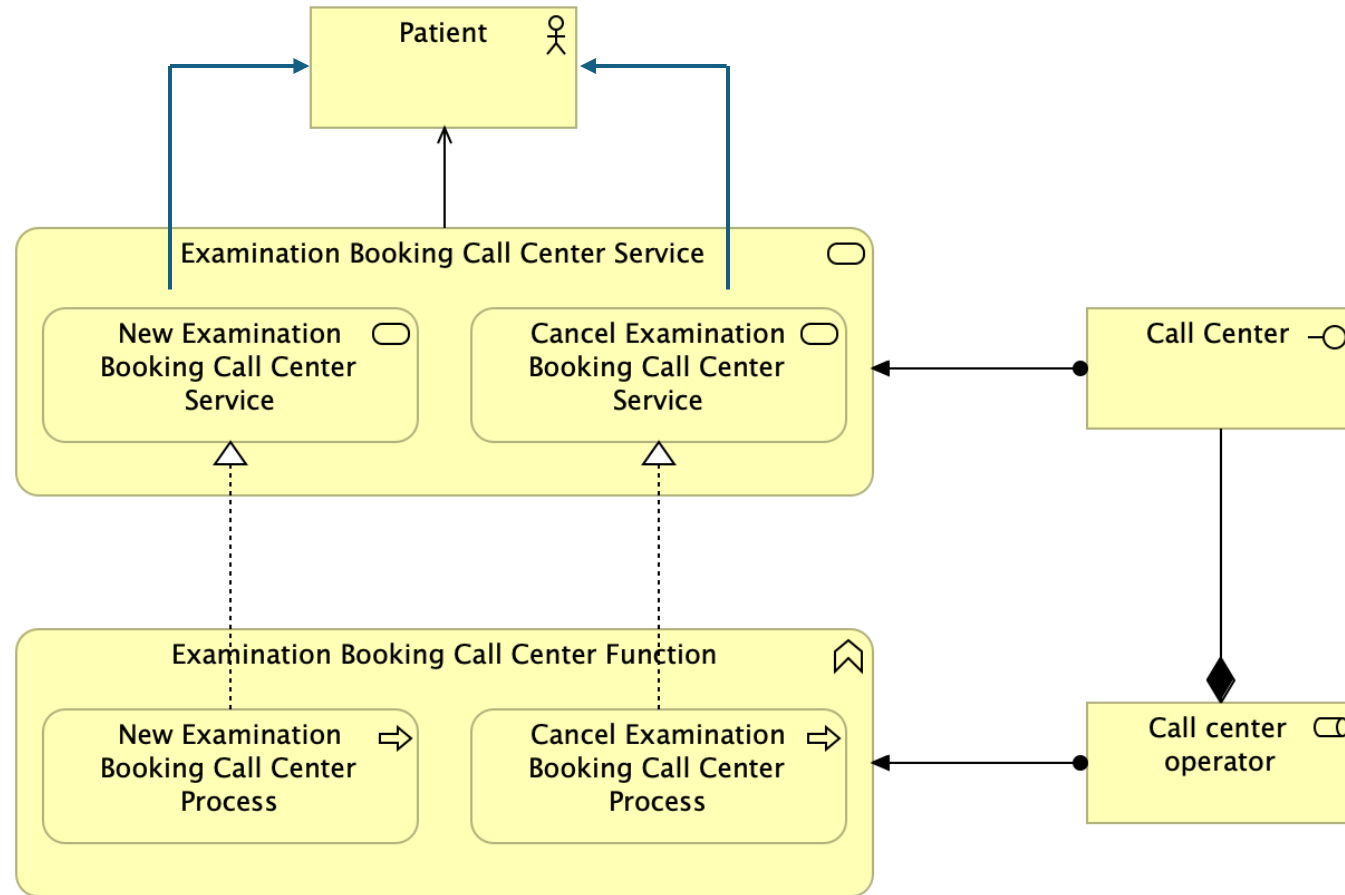 Patient
Examination Booking Call Center Service
New Examination
Booking Call Center
Service
Cancel Examination
Booking Call Center
Service
Call Center
Examination Booking Call Center Function
New Examination
Booking Call Center
Process
Cancel Examination
Booking Call Center
Process
Call center
operator